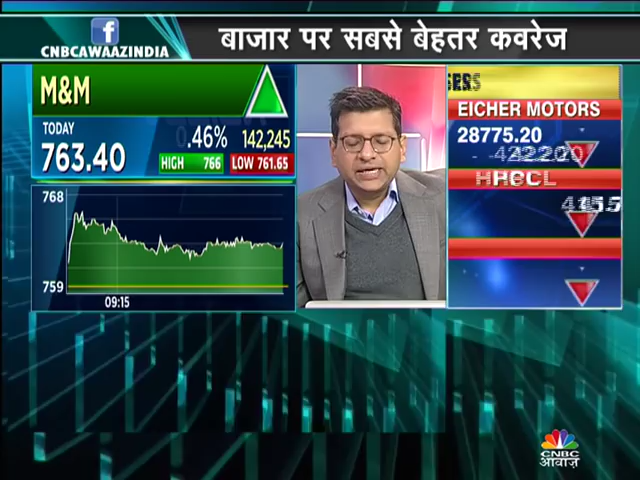 CNBCAWAAZINDIA
बाजार पर सबसे बेहतर कवरेज
M&M
TODAY
763.40
0.46%
142,245
HIGH 766
LOW 761.65
768
759
09:15
EICHER MOTORS
28775.20
CNBC
आवाज़